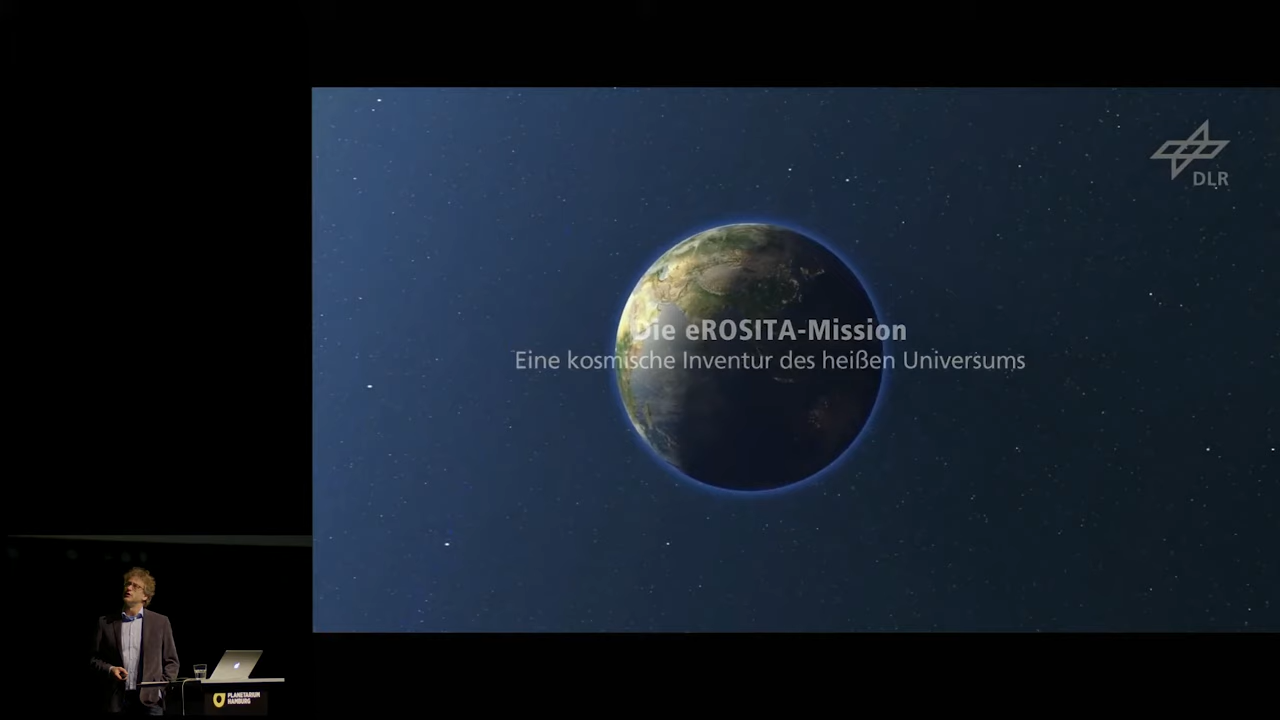 DLR
Die eROSITA-Mission
Eine kosmische Inventur des heißen Universums
PLANETARIUM
HAMBURG